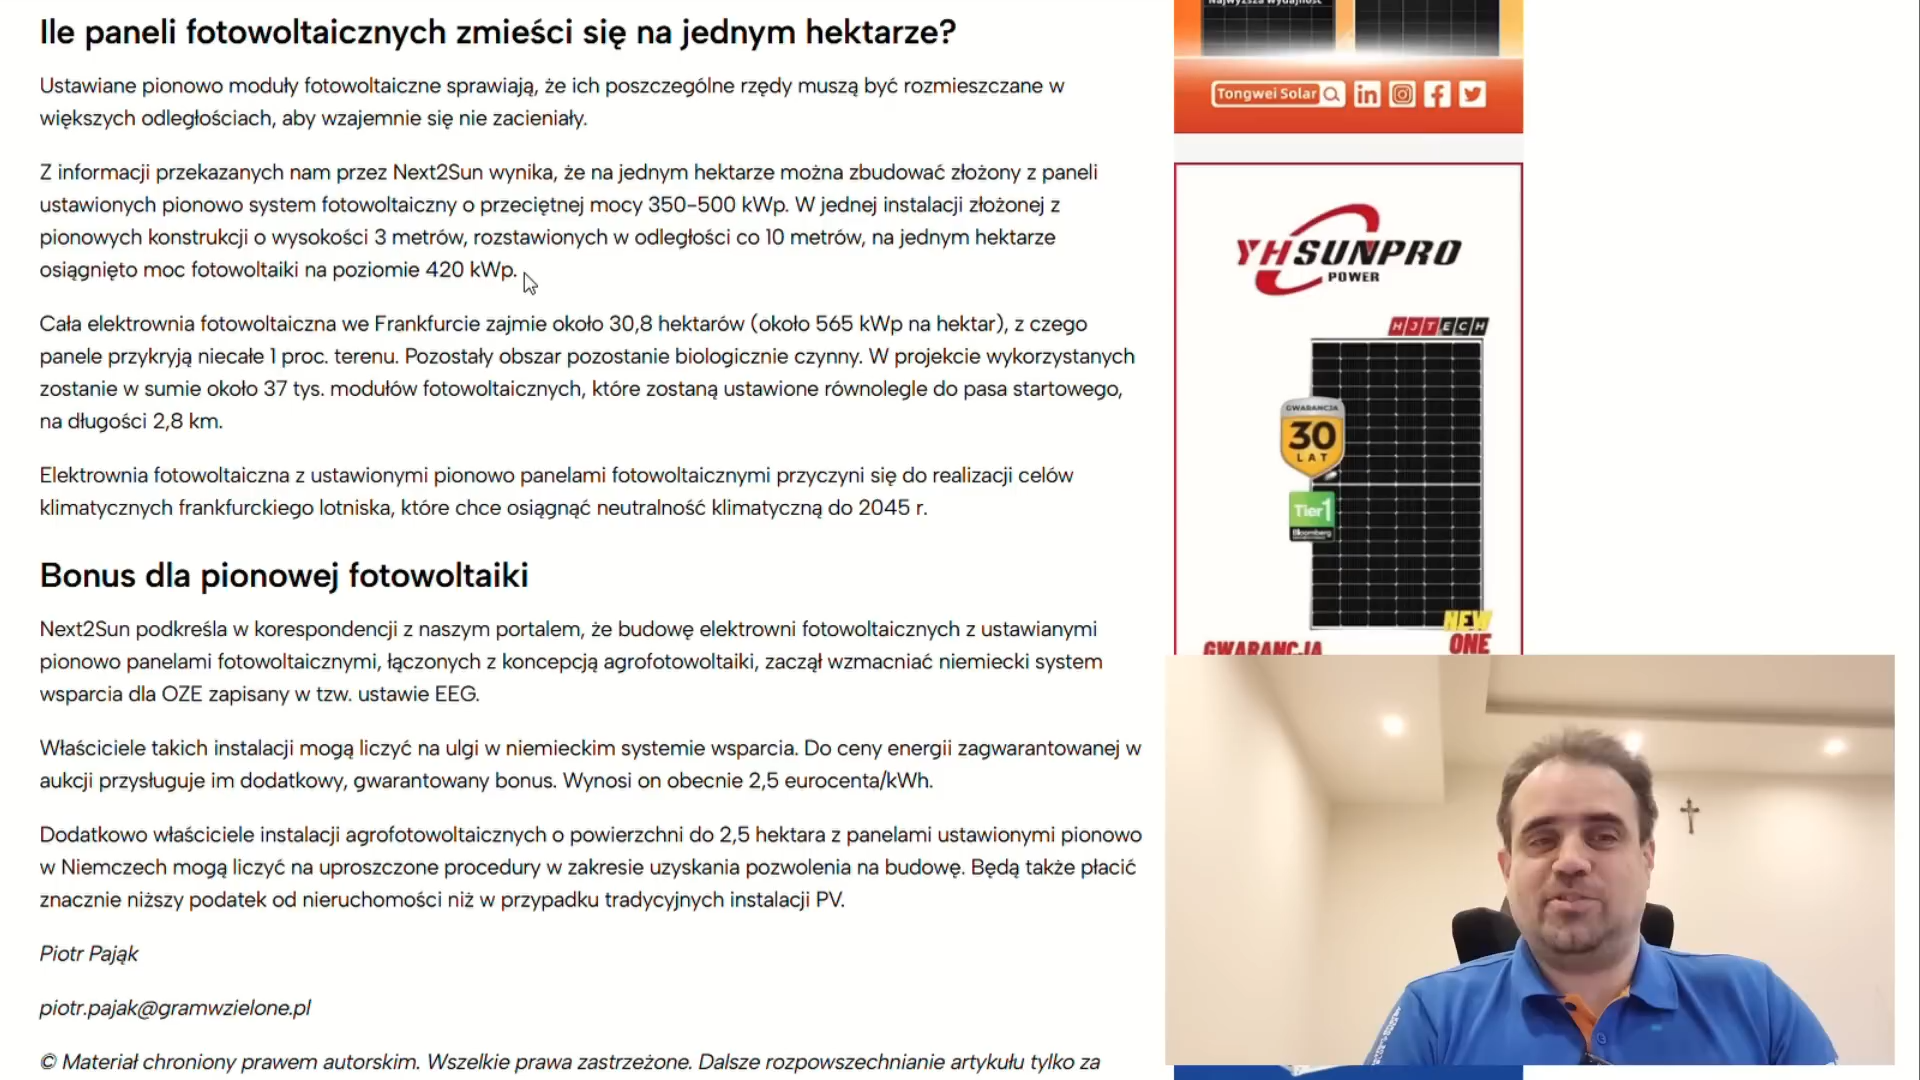 Ile paneli fotowoltaicznych zmieści się na jednym hektarze?
Ustawiane pionowo moduły fotowoltaiczne sprawiają, że ich poszczególne rzędy muszą być rozmieszczane w
większych odległościach, aby wzajemnie się nie zacieniały.
Z informacji przekazanych nam przez Next2Sun wynika, że na jednym hektarze można zbudować złożony z paneli
ustawionych pionowo system fotowoltaiczny o przeciętnej mocy 350–500 kWp. W jednej instalacji złożonej z
pionowych konstrukcji o wysokości 3 metrów, rozstawionych w odległości co 10 metrów, na jednym hektarze
osiągnięto moc fotowoltaiki na poziomie 420 kWp.
Cała elektrownia fotowoltaiczna we Frankfurcie zajmie około 30,8 hektarów (około 565 kWp na hektar), z czego
panele przykryją niecałe 1 proc. terenu. Pozostały obszar pozostanie biologicznie czynny. W projekcie wykorzystanych
zostanie w sumie około 37 tys. modułów fotowoltaicznych, które zostaną ustawione równolegle do pasa startowego,
na długości 2,8 km.
Elektrownia fotowoltaiczna z ustawionymi pionowo panelami fotowoltaicznymi przyczyni się do realizacji celów
klimatycznych frankfurckiego lotniska, które chce osiągnąć neutralność klimatyczną do 2045 r.
Bonus dla pionowej fotowoltaiki
Next2Sun podkreśla w korespondencji z naszym portalem, że budowę elektrowni fotowoltaicznych z ustawianymi
pionowo panelami fotowoltaicznymi, łączonych z koncepcją agrofotowoltaiki, zaczął wzmacniać niemiecki system
wsparcia dla OZE zapisany w tzw. ustawie EEG.
Właściciele takich instalacji mogą liczyć na ulgi w niemieckim systemie wsparcia. Do ceny energii zagwarantowanej w
aukcji przysługuje im dodatkowy, gwarantowany bonus. Wynosi on obecnie 2,5 eurocenta/kWh.
Dodatkowo właściciele instalacji agrofotowoltaicznych o powierzchni do 2,5 hektara z panelami ustawionymi pionowo
w Niemczech mogą liczyć na uproszczone procedury w zakresie uzyskania pozwolenia na budowę. Będą także płacić
znacznie niższy podatek od nieruchomości niż w przypadku tradycyjnych instalacji PV.
Piotr Pająk
piotr.pajak@gramwzielone.pl
© Materiał chroniony prawem autorskim. Wszelkie prawa zastrzeżone. Dalsze rozpowszechnianie artykułu tylko za
Najwyższa wydajność
Tongwei Solar
YHSUNPRO
POWER
HJTECH
GWARANCJA
30
LAT
Tier1
Bloomberg
NEW
ONE
GWARANCJA